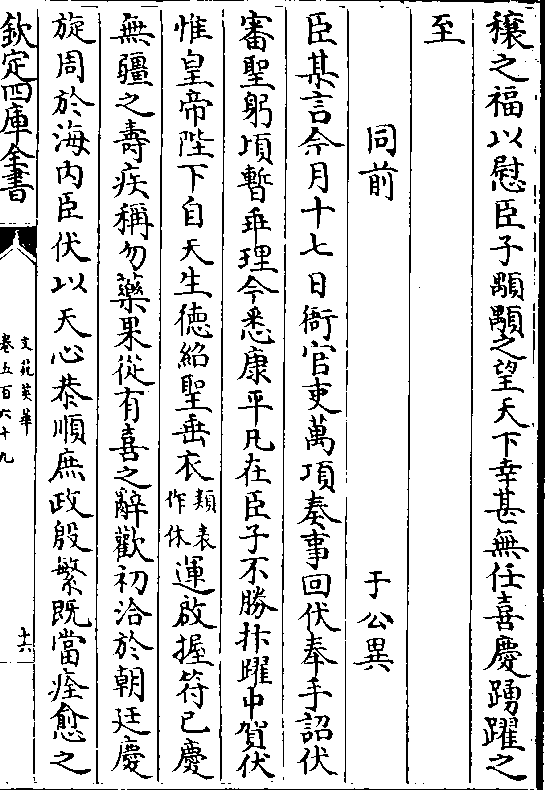 穰之福以慰臣子顒顒之望天下幸甚無任喜慶踴躍之
至
同前 于公異
臣某言今月十七日衙官吏萬頊奏事回伏奉手詔伏
審聖躬頃暫乖理今悉康平凡在臣子不勝抃躍中賀伏
惟皇帝陛下自天生徳紹聖垂衣類表作休運啟握符已慶
無疆之壽疾稱勿藥果從有喜之辭歡初洽於朝廷慶
旋周於海内臣伏以天心恭順庶政殷繁既當痊愈之
欽定四庫全書
文苑英華
卷五百六十九
十六